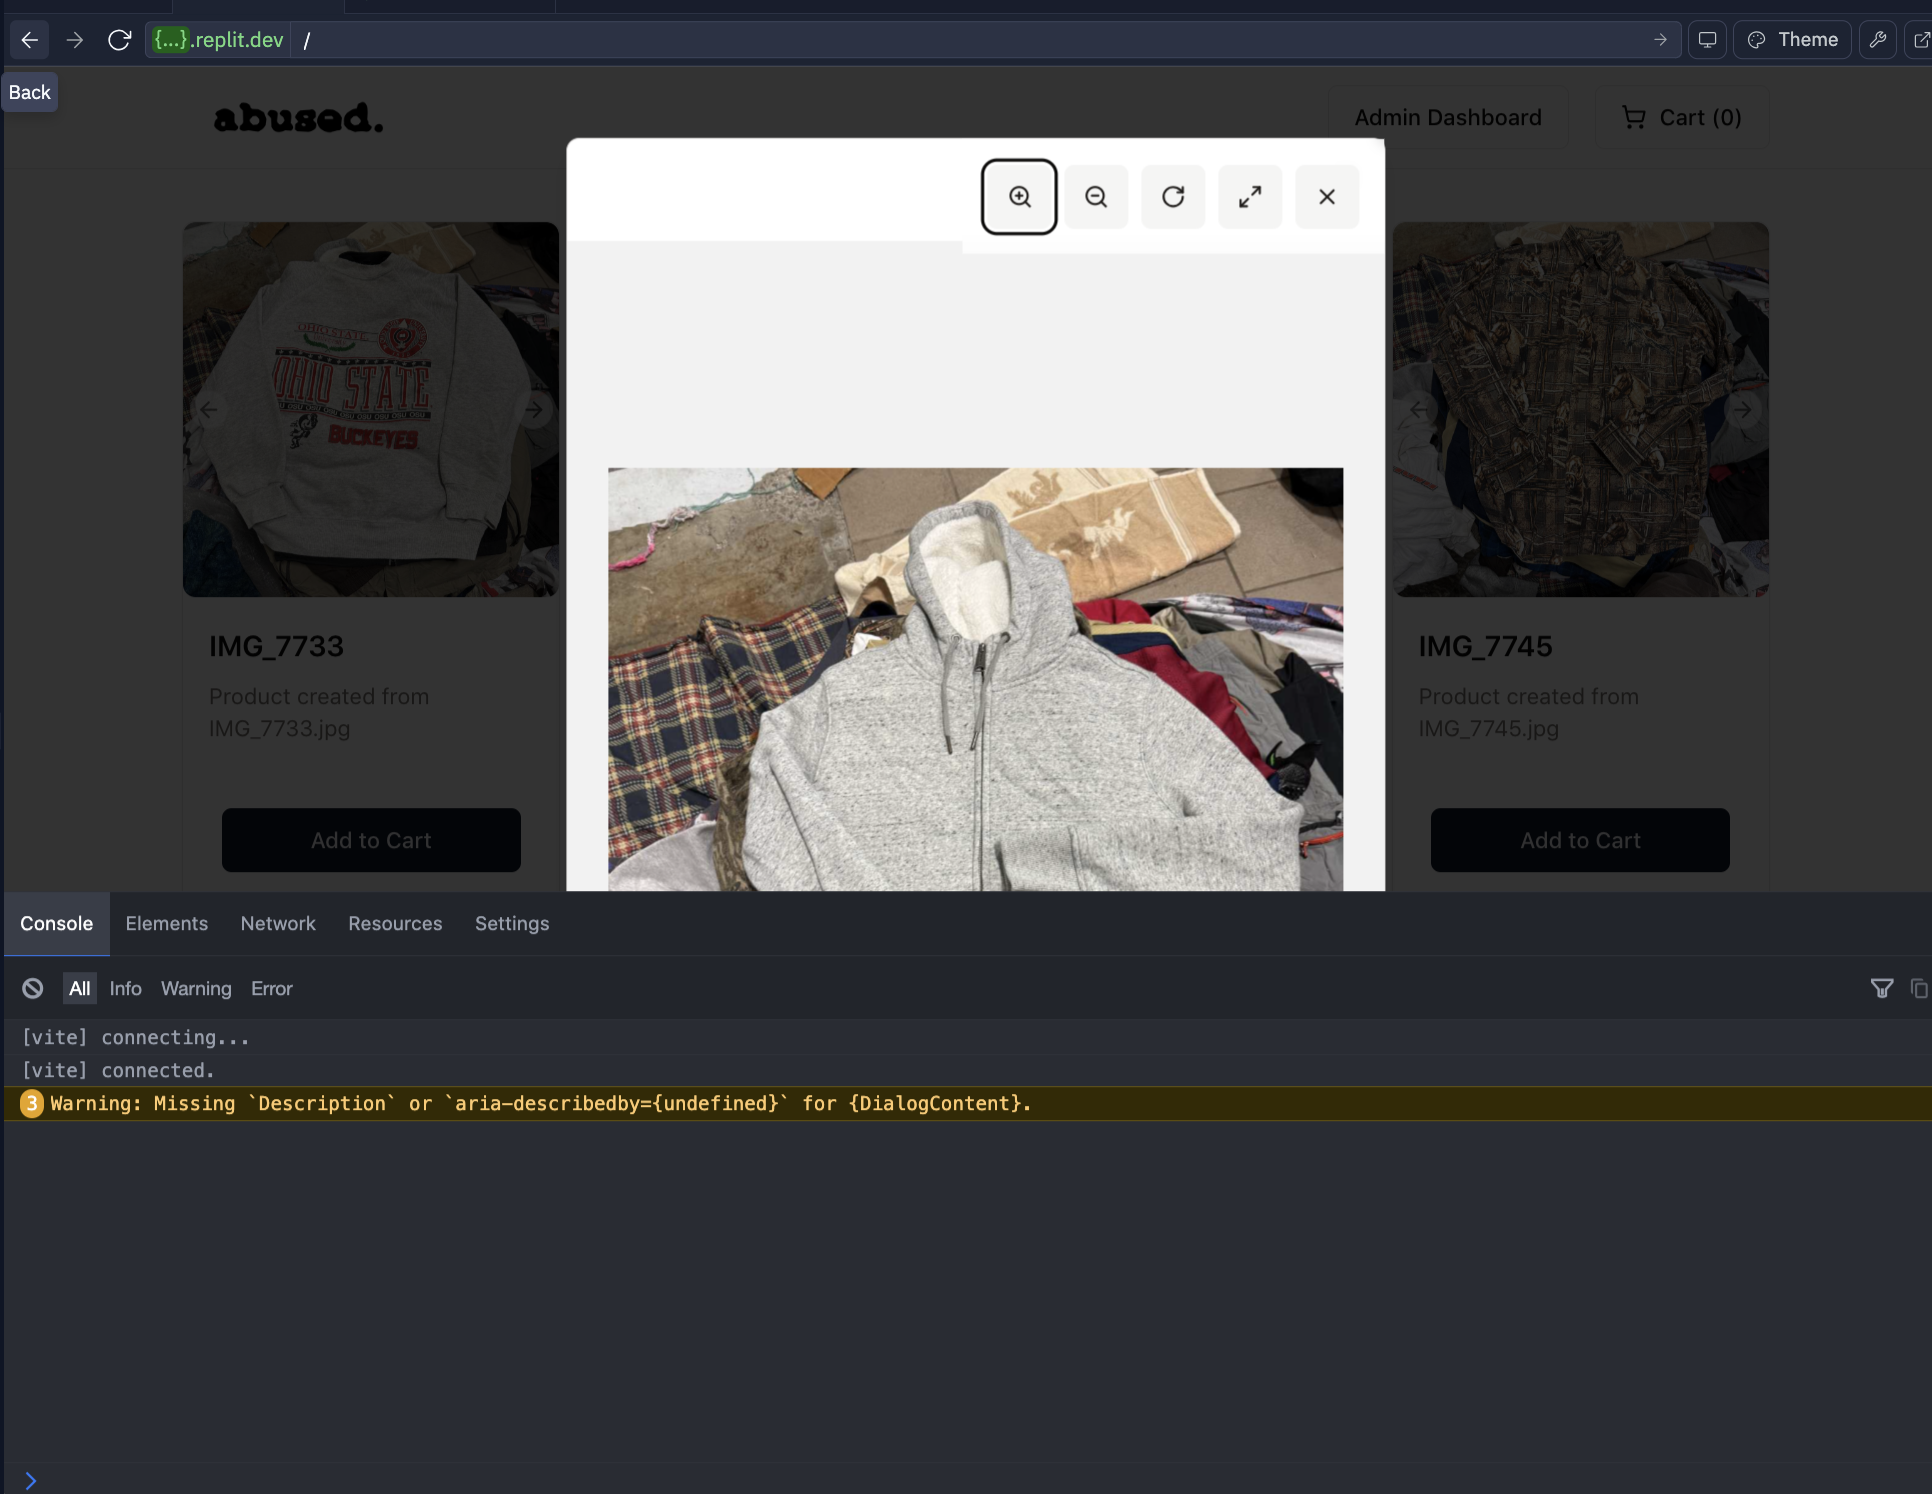 {...}.replit.dev /
Theme
Back
abused.
Admin Dashboard
Cart (0)
OHIO STATE
OHIO STATE
BUCKEYES
IMG_7733
Product created from
IMG_7733.jpg
Add to Cart
IMG_7745
Product created from
IMG_7745.jpg
Add to Cart
Console Elements Network Resources Settings
All Info Warning Error
[vite] connecting...
[vite] connected.
3 Warning: Missing `Description` or `aria-describedby={undefined}` for {DialogContent}.